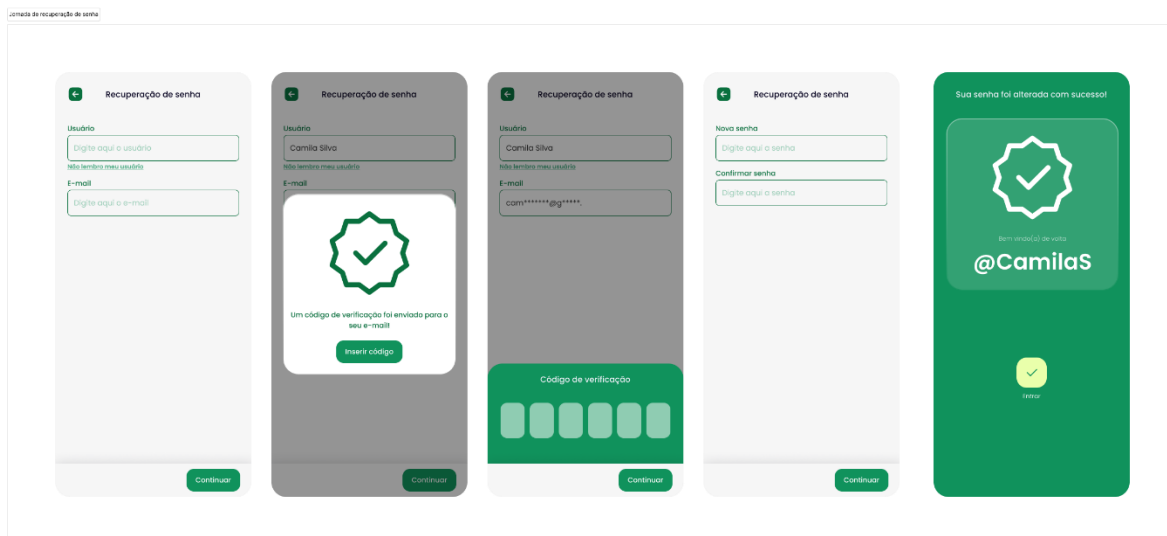 Jornada de recuperação de senha
Recuperação de senha
Usuário
Digite aqui o usuário
Não lembro meu usuário
E-mail
Digite aqui o e-mail
Continuar
Recuperação de senha
Usuário
Camila Silva
Não lembro meu usuário
E-mail
Um código de verificação foi enviado para o
seu e-mail!
Inserir código
Continuar
Recuperação de senha
Usuário
Camila Silva
Não lembro meu usuário
E-mail
cam*******@g*****.
Código de verificação
Continuar
Recuperação de senha
Nova senha
Digite aqui a senha
Confirmar senha
Digite aqui a senha
Continuar
Sua senha foi alterada com sucesso!
Bem vindo(a) de volta
@CamilaS
Entrar